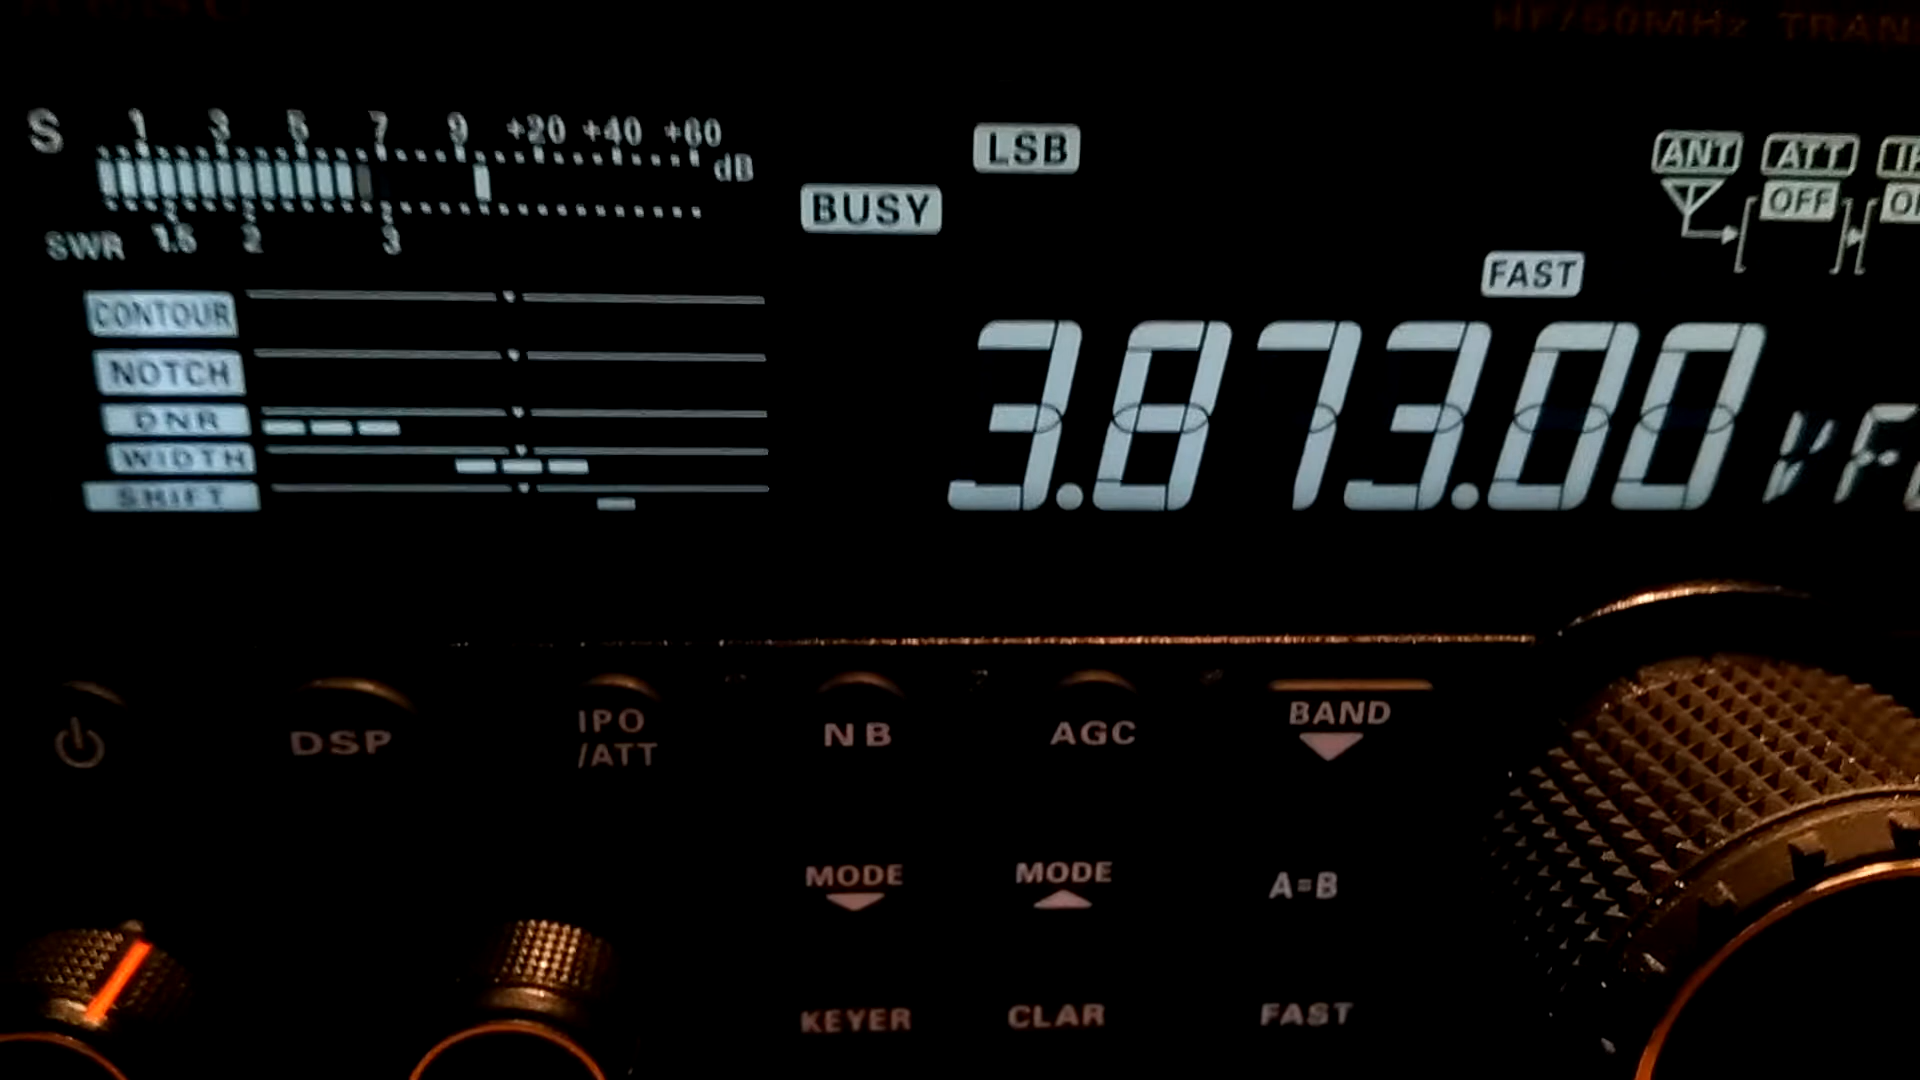 HF/50MHz TRAN
S 1 3 5 7 9 +20 +40 +60 dB
SWR 1.5 2 3
LSB
BUSY
ANT ATT
OFF
FAST
CONTOUR
NOTCH
DNR
WIDTH
SHIFT
3.873.00
DSP
IPO
/ATT
NB
AGC
BAND
MODE
MODE
A=B
KEYER
CLAR
FAST